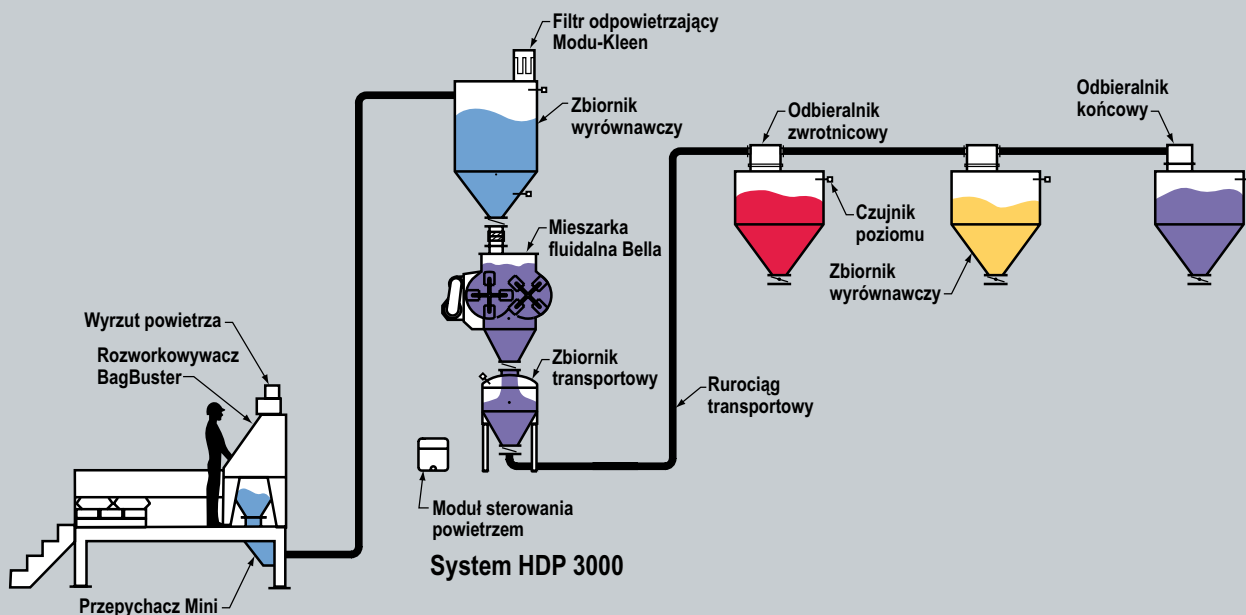 Filtr odpowietrzający
Modu-Kleen
Zbiornik
wyrównawczy
Odbieralnik
zwrotnicowy
Odbieralnik
końcowy
Czujnik
poziomu
Zbiornik
wyrównawczy
Mieszarka
fluidalna Bella
Wyrzut powietrza
Rozworkowywacz
BagBuster
Zbiornik
transportowy
Rurociąg
transportowy
Moduł sterowania
powietrzem
System HDP 3000
Przepychacz Mini